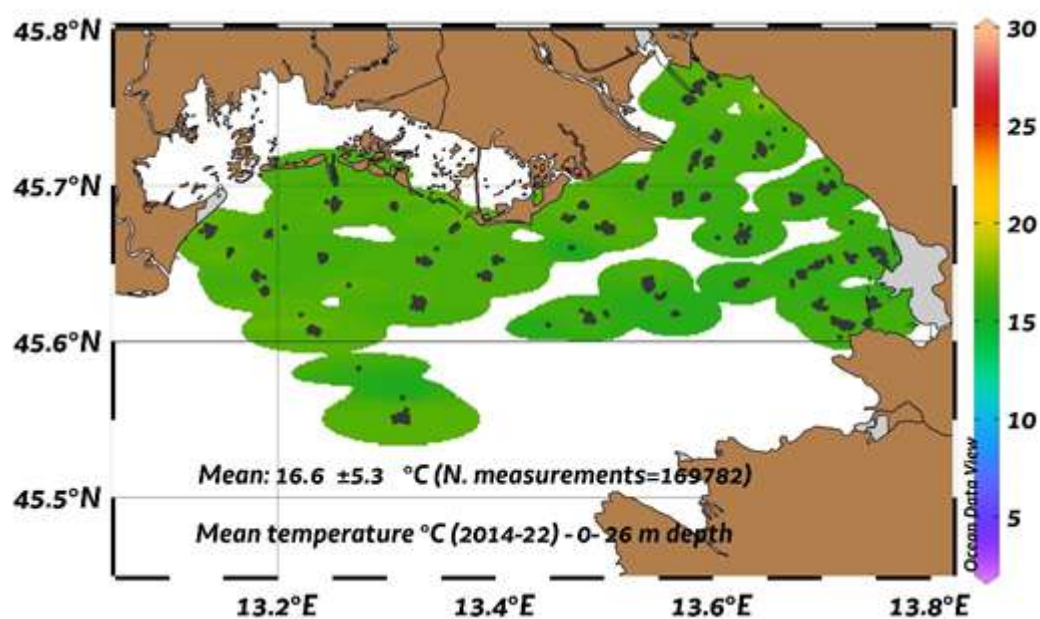 45.8°N
30
25
45.7°N
20
15
45.6°N
10
Mean: 16.6 ±5.3 °C (N. measurements=169782)
45.5°N
5
Mean temperature °C (2014-22) - 0- 26 m depth
Ocean Data View
13.2°E 13.4°E 13.6°E 13.8°E